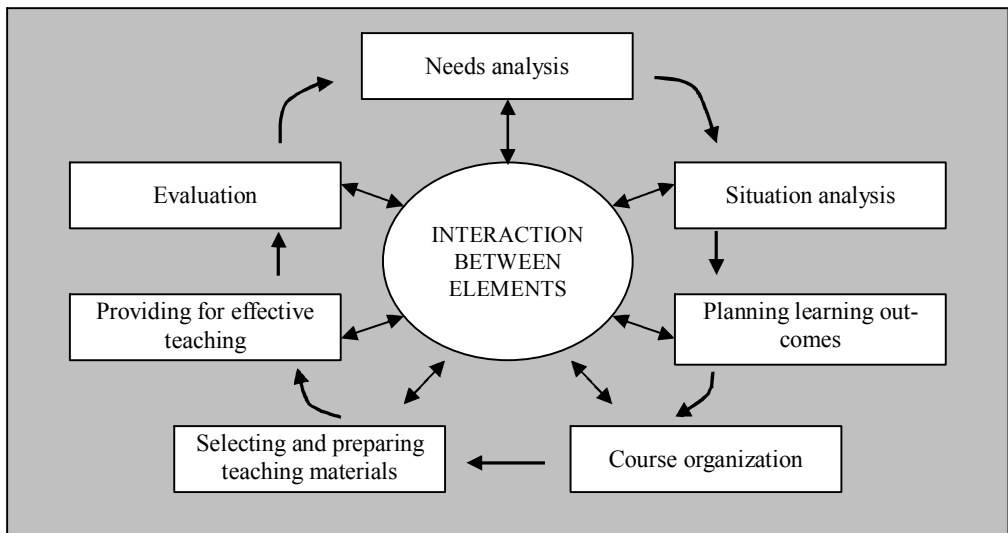 Needs analysis
Evaluation
Situation analysis
INTERACTION
BETWEEN
ELEMENTS
Providing for effective
teaching
Planning learning out-
comes
Selecting and preparing
teaching materials
Course organization